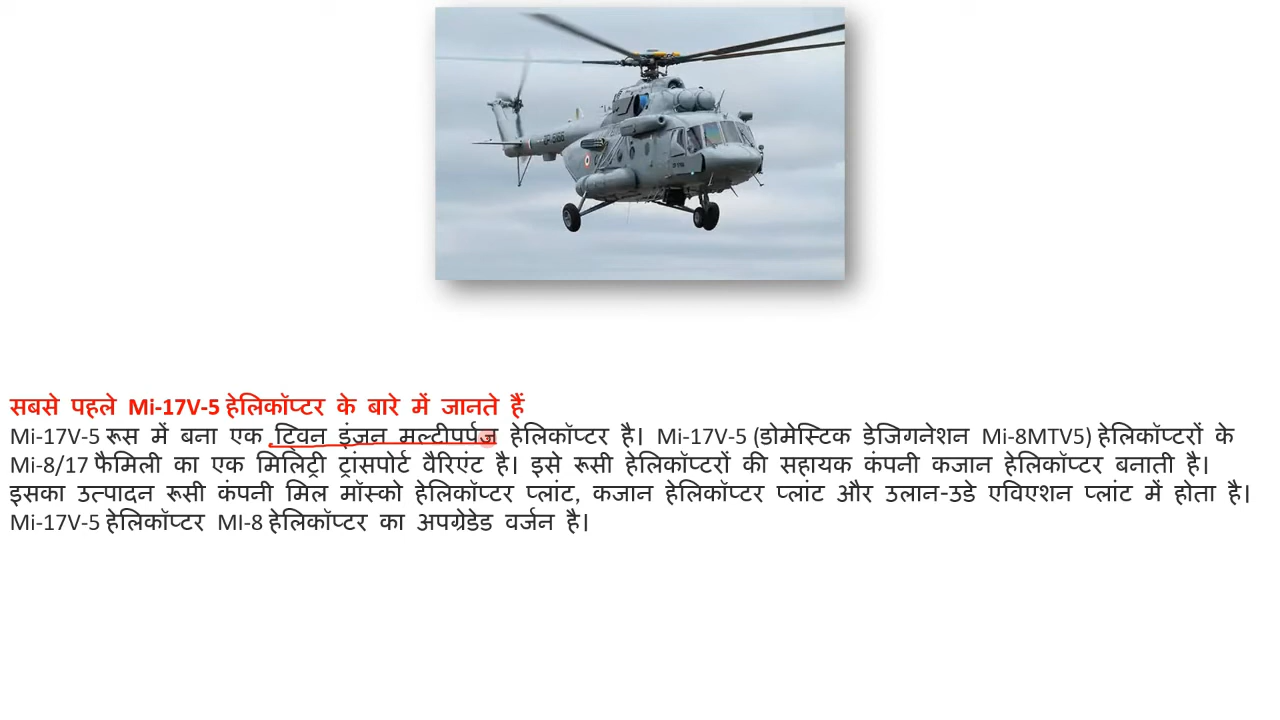 सबसे पहले Mi-17V-5 हेलिकॉप्टर के बारे में जानते हैं
Mi-17V-5 रूस में बना एक ट्विन इंजन मल्टीपर्पज हेलिकॉप्टर है। Mi-17V-5 (डोमेस्टिक डेजिगनेशन Mi-8MTV5) हेलिकॉप्टरों के
Mi-8/17 फैमिली का एक मिलिट्री ट्रांसपोर्ट वैरिएंट है। इसे रूसी हेलिकॉप्टरों की सहायक कंपनी कजान हेलिकॉप्टर बनाती है।
इसका उत्पादन रूसी कंपनी मिल मॉस्को हेलिकॉप्टर प्लांट, कजान हेलिकॉप्टर प्लांट और उलान-उडे एविएशन प्लांट में होता है।
Mi-17V-5 हेलिकॉप्टर MI-8 हेलिकॉप्टर का अपग्रेडेड वर्जन है।